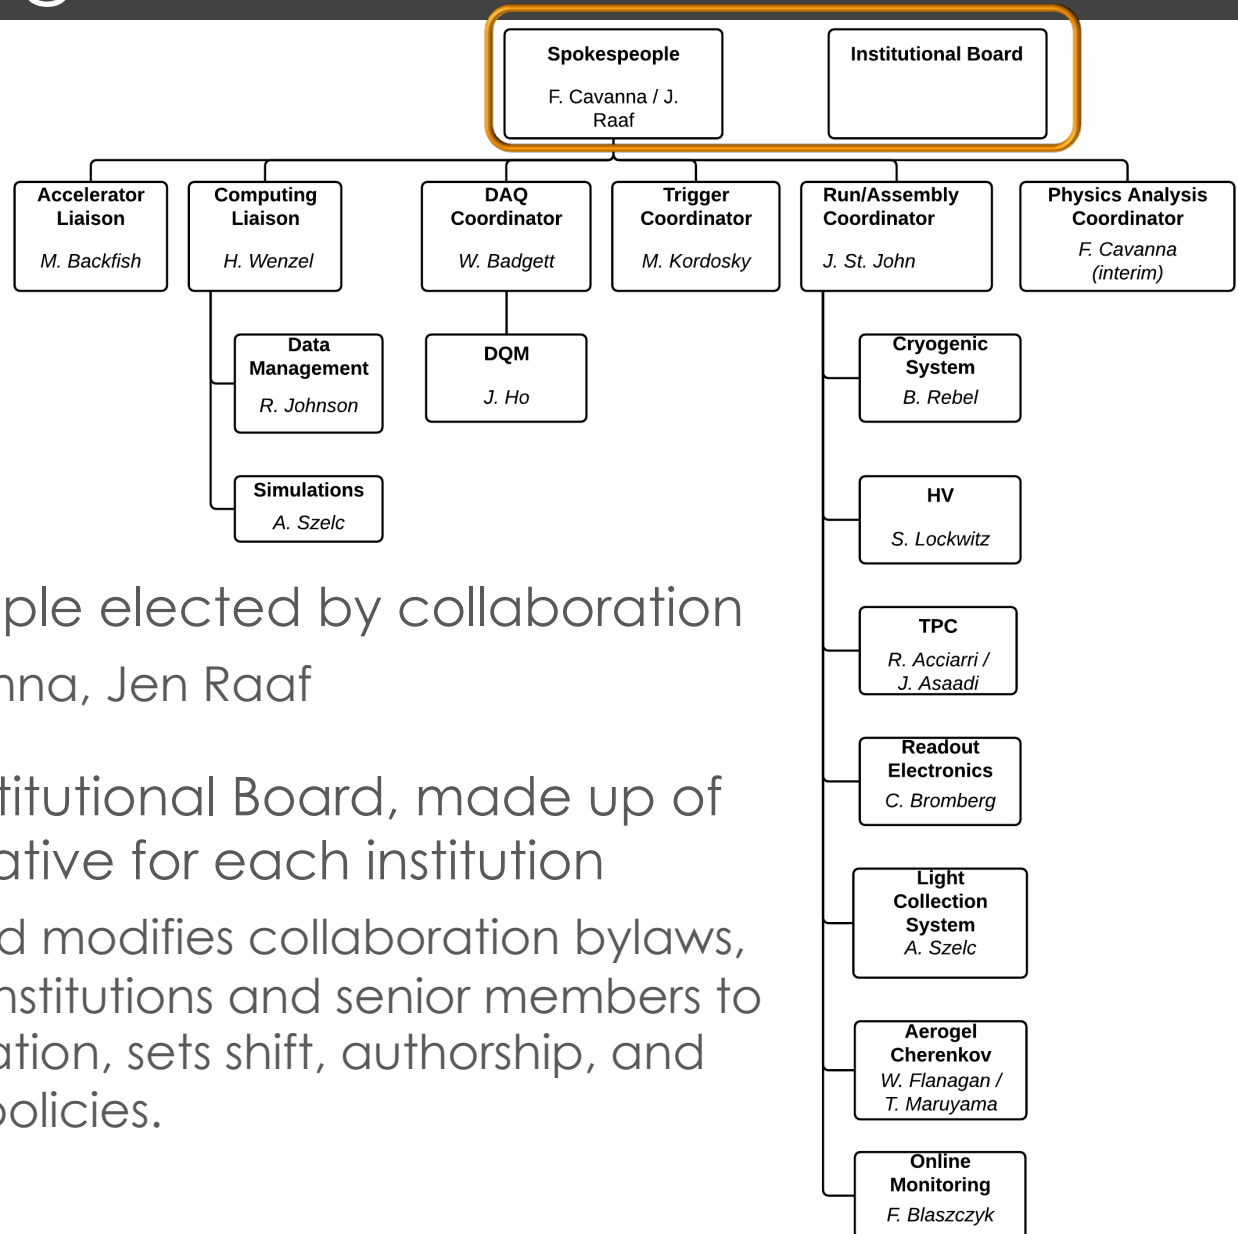 Spokespeople
F. Cavanna / J.
Raaf
Institutional Board
Accelerator
Liaison
M. Backfish
Computing
Liaison
H. Wenzel
DAQ
Coordinator
W. Badgett
Trigger
Coordinator
M. Kordosky
Run/Assembly
Coordinator
J. St. John
Physics Analysis
Coordinator
F. Cavanna
(interim)
Data
Management
R. Johnson
Simulations
A. Szelc
DQM
J. Ho
Cryogenic
System
B. Rebel
HV
S. Lockwitz
TPC
R. Acciarri /
J. Asaadi
Readout
Electronics
C. Bromberg
Light
Collection
System
A. Szelc
Aerogel
Cherenkov
W. Flanagan /
T. Maruyama
Online
Monitoring
F. Blaszczyk
ple elected by collaboration
nna, Jen Raaf
titutional Board, made up of
ative for each institution
d modifies collaboration bylaws,
nstitutions and senior members to
ation, sets shift, authorship, and
policies.